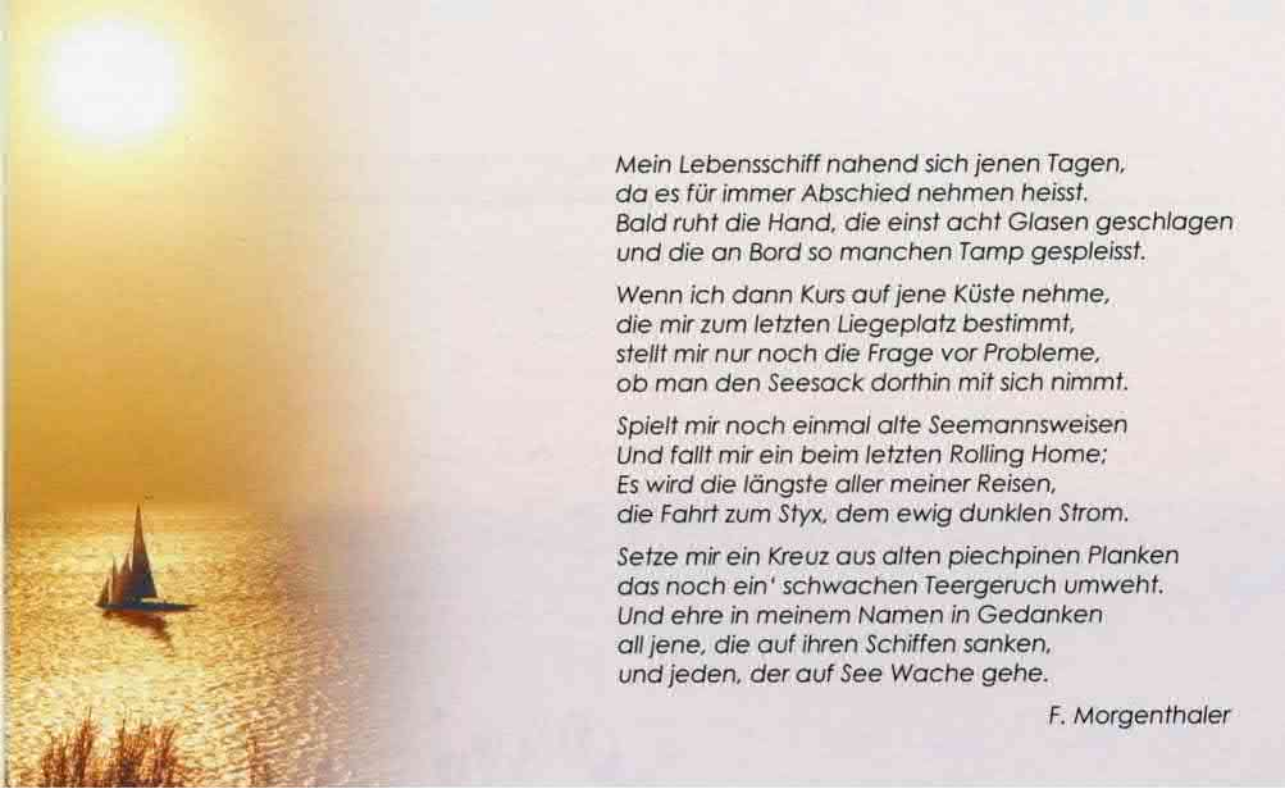 Mein Lebensschiff nahend sich jenen Tagen,
da es für immer Abschied nehmen heisst.
Bald ruht die Hand, die einst acht Glasen geschlagen
und die an Bord so manchen Tamp gespleisst.
Wenn ich dann Kurs auf jene Küste nehme,
die mir zum letzten Liegeplatz bestimmt,
stellt mir nur noch die Frage vor Probleme,
ob man den Seesack dorthin mit sich nimmt.
Spielt mir noch einmal alte Seemannsweisen
Und fallt mir ein beim letzten Rolling Home;
Es wird die längste aller meiner Reisen,
die Fahrt zum Styx, dem ewig dunklen Strom.
Setze mir ein Kreuz aus alten piechpinen Planken
das noch ein' schwachen Teergeruch umweht.
Und ehre in meinem Namen in Gedanken
all jene, die auf ihren Schiffen sanken,
und jeden, der auf See Wache gehe.
F. Morgenthaler